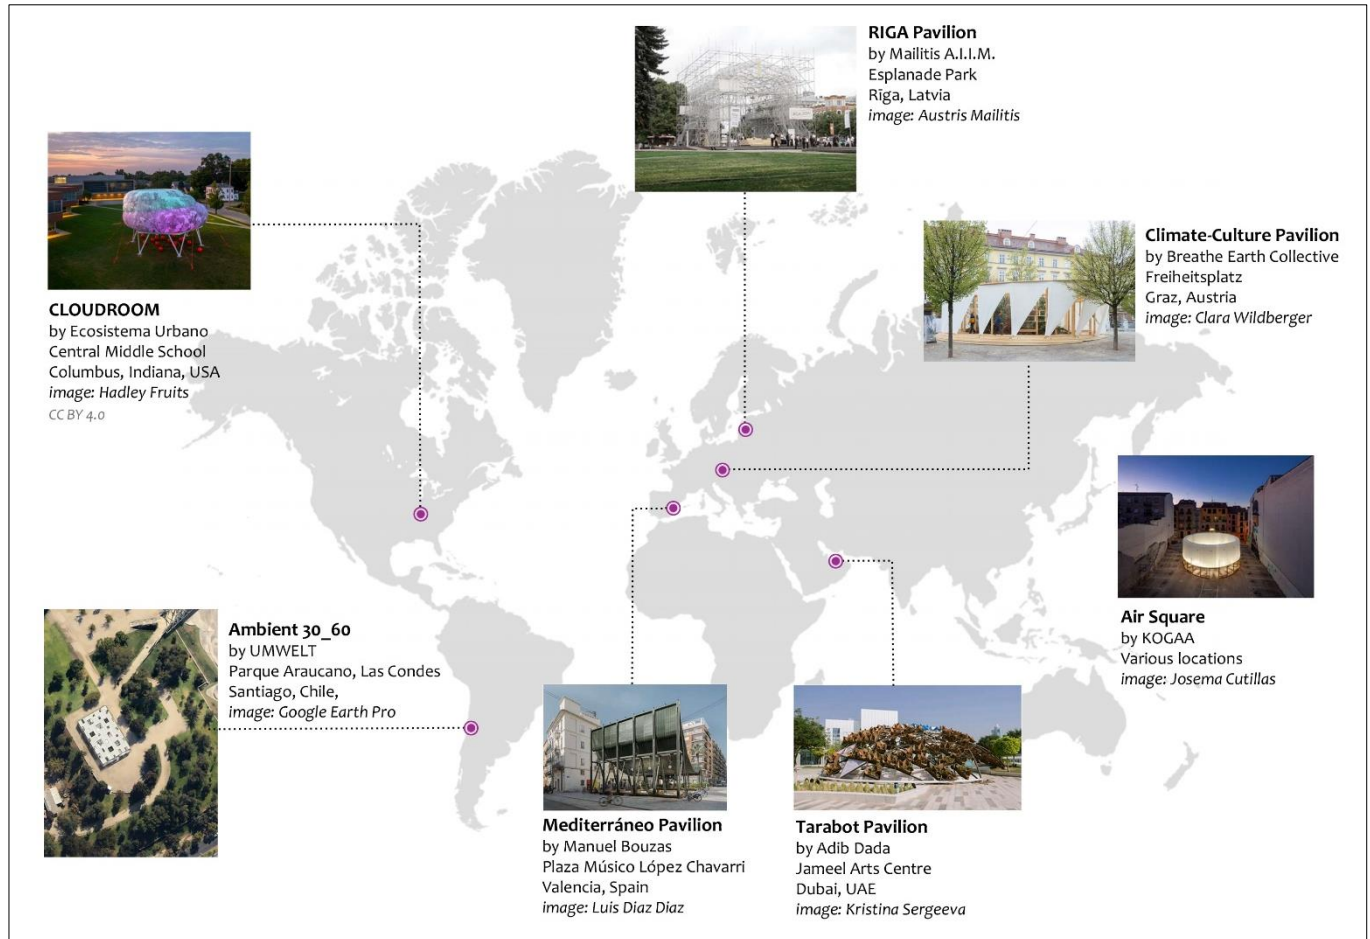 RIGA Pavilion
by Mailitis A.I.I.M.
Esplanade Park
Rīga, Latvia
image: Austris Mailitis
Climate-Culture Pavilion
by Breathe Earth Collective
Freiheitsplatz
Graz, Austria
image: Clara Wildberger
CLOUDROOM
by Ecosistema Urbano
Central Middle School
Columbus, Indiana, USA
image: Hadley Fruits
CC BY 4.0
Air Square
by KOGAA
Various locations
image: Josema Cutillas
Ambient 30_60
by UMWELT
Parque Araucano, Las Condes
Santiago, Chile,
image: Google Earth Pro
Mediterráneo Pavilion
by Manuel Bouzas
Plaza Músico López Chavarri
Valencia, Spain
image: Luis Diaz Diaz
Tarabot Pavilion
by Adib Dada
Jameel Arts Centre
Dubai, UAE
image: Kristina Sergeeva